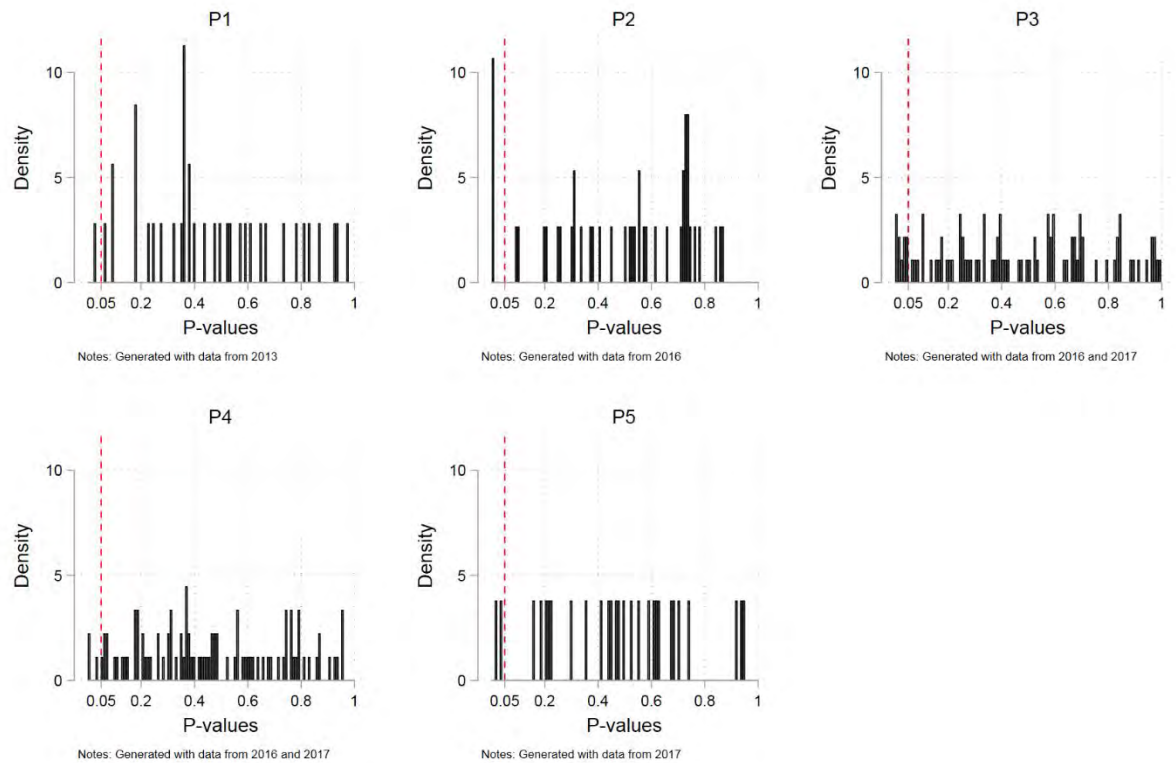 P1
10
5
0
Density
0.05 0.2 0.4 0.6 0.8 1
P-values
Notes: Generated with data from 2013
P2
10
5
0
Density
0.05 0.2 0.4 0.6 0.8 1
P-values
Notes: Generated with data from 2016
P3
10
5
0
Density
0.05 0.2 0.4 0.6 0.8 1
P-values
Notes: Generated with data from 2016 and 2017
P4
10
5
0
Density
0.05 0.2 0.4 0.6 0.8 1
P-values
Notes: Generated with data from 2016 and 2017
P5
10
5
0
Density
0.05 0.2 0.4 0.6 0.8 1
P-values
Notes: Generated with data from 2017